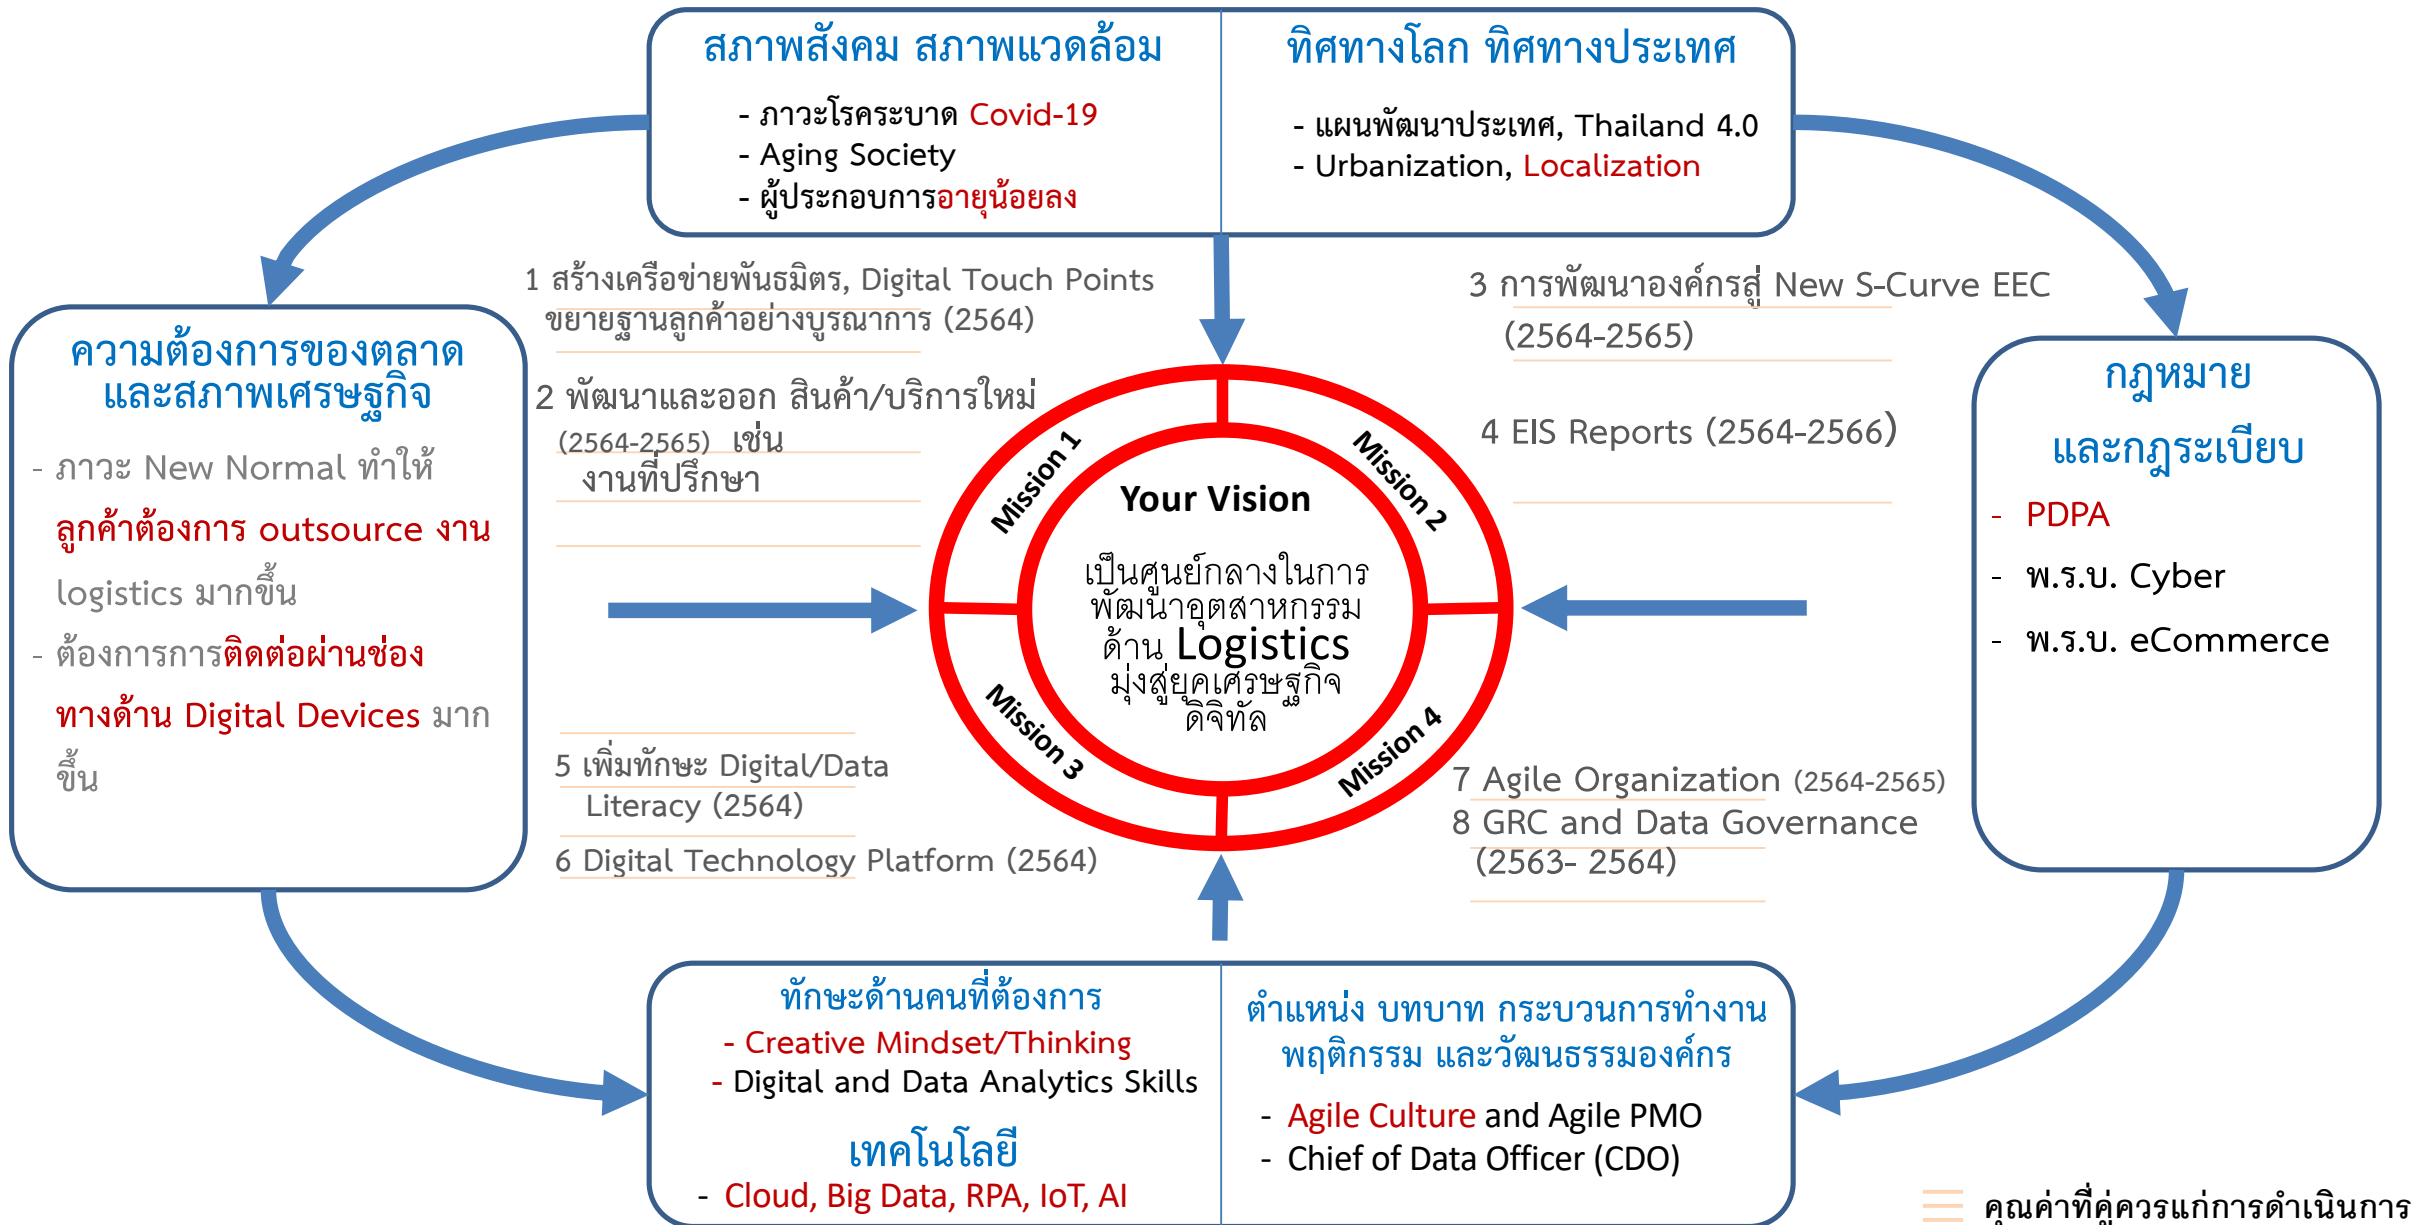 สภาพสังคม สภาพแวดล้อม
- ภาวะโรคระบาด Covid-19
- Aging Society
- ผู้ประกอบการอายุน้อยลง
ทิศทางโลก ทิศทางประเทศ
- แผนพัฒนาประเทศ, Thailand 4.0
- Urbanization, Localization
1 สร้างเครือข่ายพันธมิตร, Digital Touch Points
ขยายฐานลูกค้าอย่างบูรณาการ (2564)
2 พัฒนาและออก สินค้า/บริการใหม่
(2564-2565) เช่น
งานที่ปรึกษา
3 การพัฒนาองค์กรสู่ New S-Curve EEC
(2564-2565)
4 EIS Reports (2564-2566)
ความต้องการของตลาด
และสภาพเศรษฐกิจ
- ภาวะ New Normal ทำให้
ลูกค้าต้องการ outsource งาน
logistics มากขึ้น
- ต้องการการติดต่อผ่านช่อง
ทางด้าน Digital Devices มาก
ขึ้น
Mission 1
Mission 2
Your Vision
เป็นศูนย์กลางในการ
พัฒนาอุตสาหกรรม
ด้าน Logistics
มุ่งสู่ยุคเศรษฐกิจ
ดิจิทัล
Mission 3
Mission 4
กฎหมาย
และกฎระเบียบ
- PDPA
- พ.ร.บ. Cyber
- พ.ร.บ. eCommerce
5 เพิ่มทักษะ Digital/Data
Literacy (2564)
6 Digital Technology Platform (2564)
7 Agile Organization (2564-2565)
8 GRC and Data Governance
(2563- 2564)
ทักษะด้านคนที่ต้องการ
- Creative Mindset/Thinking
- Digital and Data Analytics Skills
เทคโนโลยี
- Cloud, Big Data, RPA, IoT, AI
ตำแหน่ง บทบาท กระบวนการทำงาน
พฤติกรรม และวัฒนธรรมองค์กร
- Agile Culture and Agile PMO
- Chief of Data Officer (CDO)
คุณค่าที่คู่ควรแก่การดำเนินการ